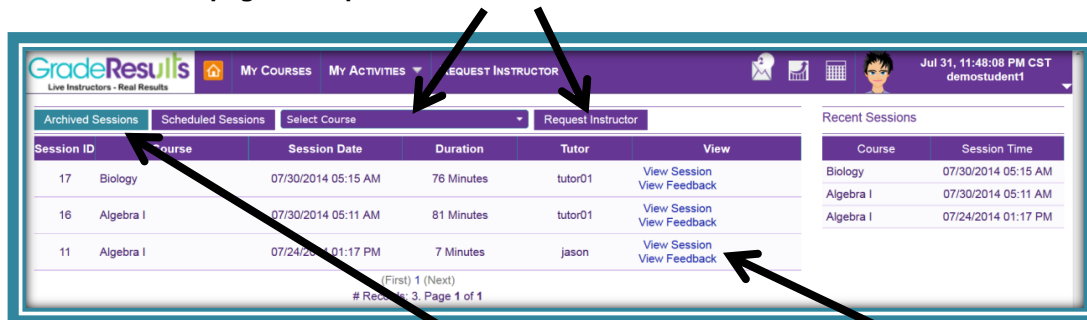 GradeResults
Live Instructors - Real Results
MY COURSES MY ACTIVITIES REQUEST INSTRUCTOR
Jul 31, 11:48:08 PM CST
demostudent1
Archived Sessions Scheduled Sessions Select Course Request Instructor
Recent Sessions
Session ID Course Session Date Duration Tutor View
Course Session Time
17 Biology 07/30/2014 05:15 AM 76 Minutes tutor01 View Session
View Feedback
Biology 07/30/2014 05:15 AM
16 Algebra I 07/30/2014 05:11 AM 81 Minutes tutor01 View Session
View Feedback
Algebra I 07/30/2014 05:11 AM
11 Algebra I 07/24/2014 01:17 PM 7 Minutes jason View Session
View Feedback
Algebra I 07/24/2014 01:17 PM
(First) 1 (Next)
# Records: 3. Page 1 of 1